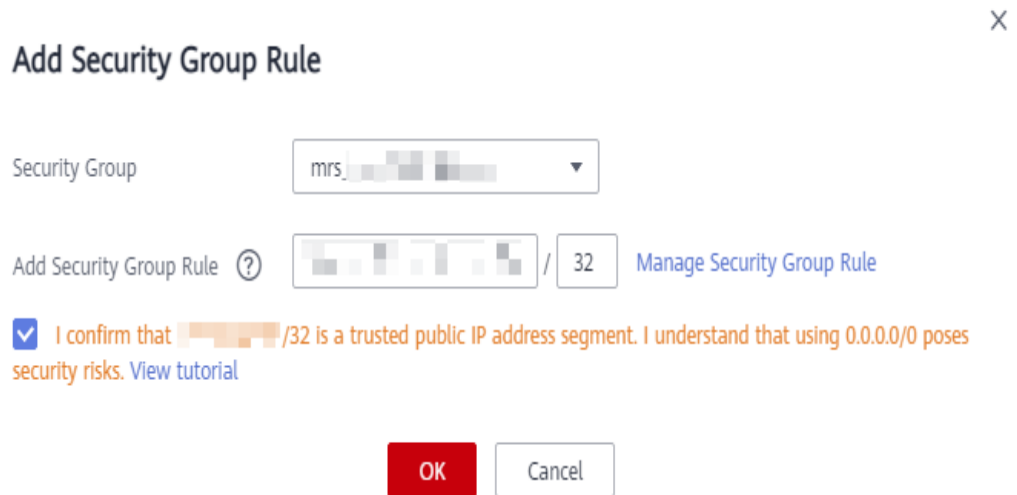 X
Add Security Group Rule
Security Group mrs_
Add Security Group Rule ? / 32 Manage Security Group Rule
I confirm that /32 is a trusted public IP address segment. I understand that using 0.0.0.0/0 poses
security risks. View tutorial
OK Cancel